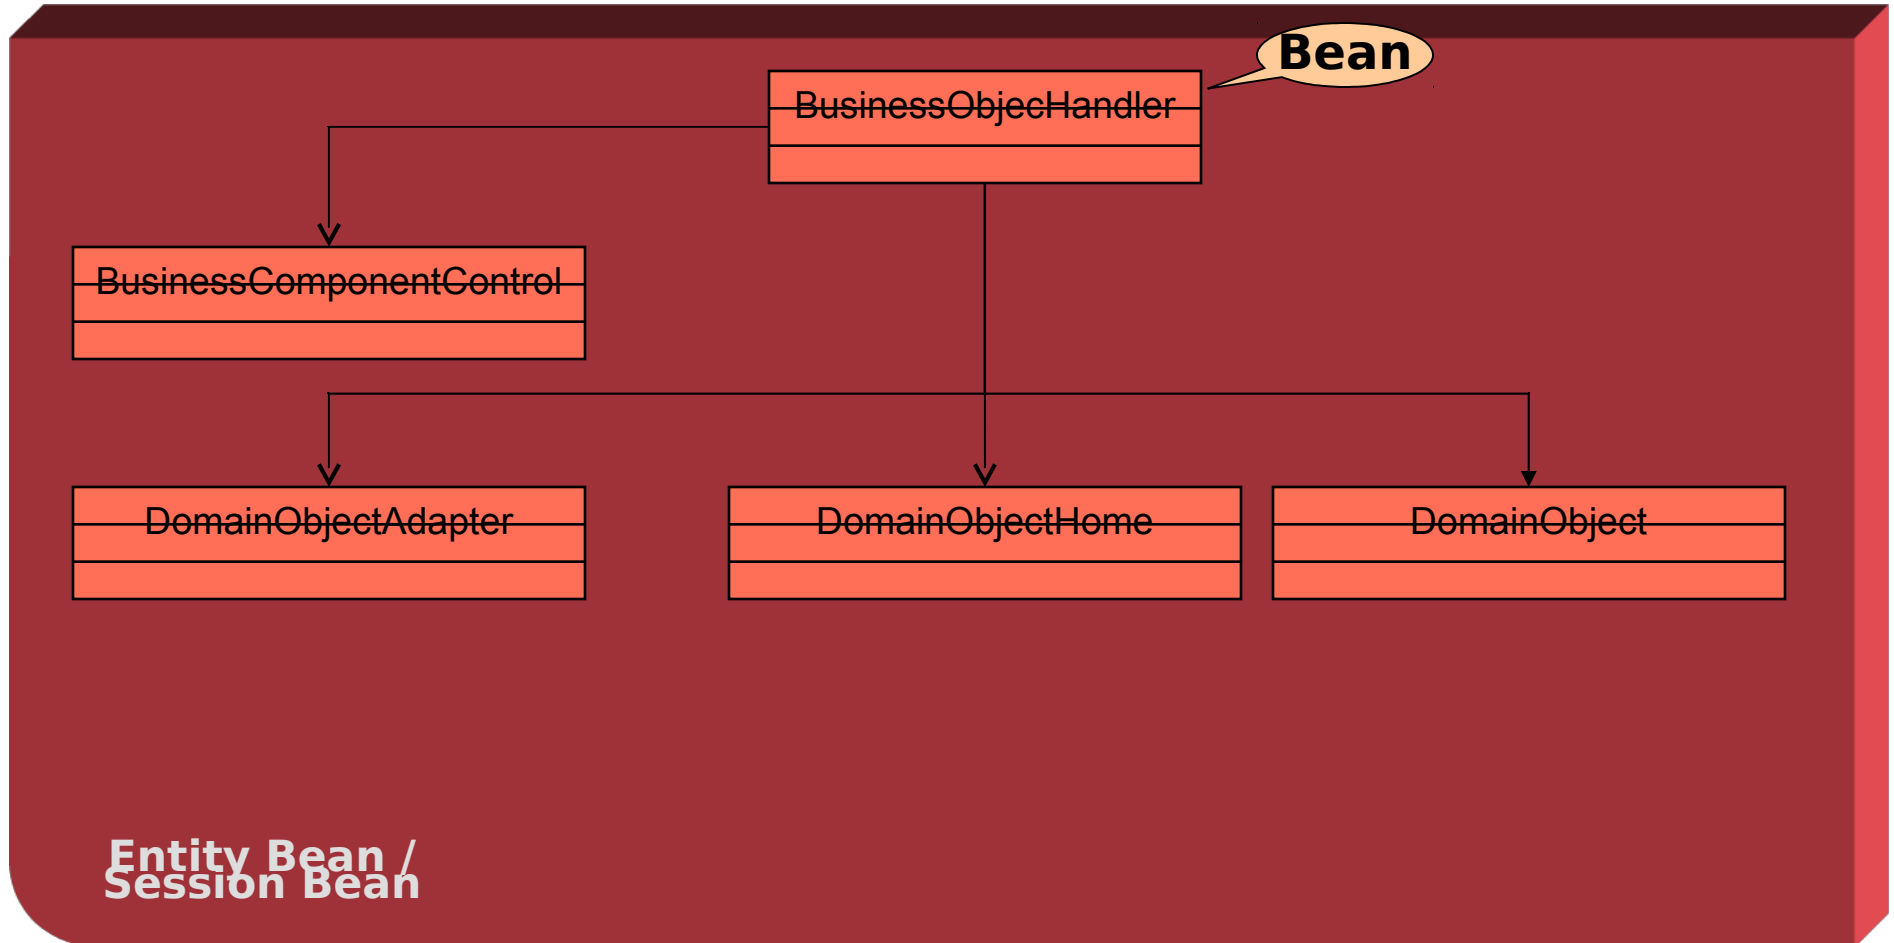 Bean
BusinessObjecHandler
BusinessComponentControl
DomainObjectAdapter
DomainObjectHome
DomainObject
Entity Bean /
Session Bean